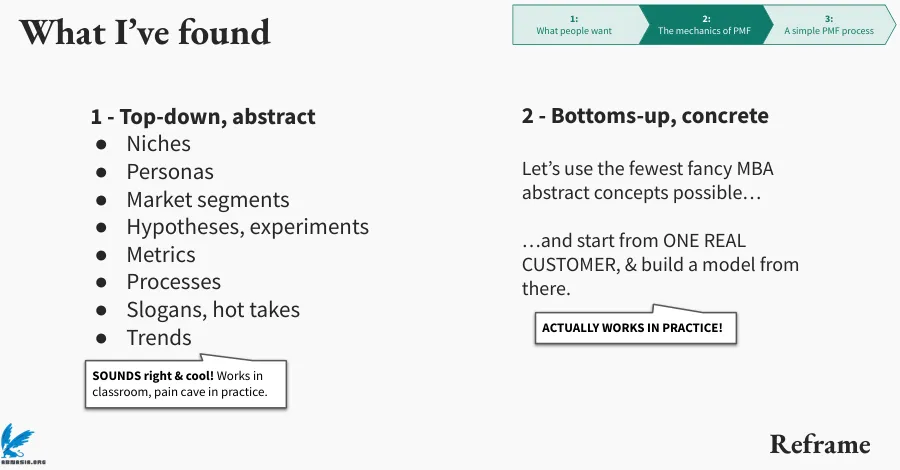 What I've found
1:
What people want
2:
The mechanics of PMF
3:
A simple PMF process
1 - Top-down, abstract
● Niches
● Personas
● Market segments
● Hypotheses, experiments
● Metrics
● Processes
● Slogans, hot takes
● Trends
SOUNDS right & cool! Works in
classroom, pain cave in practice.
2 - Bottoms-up, concrete
Let's use the fewest fancy MBA
abstract concepts possible…
…and start from ONE REAL
CUSTOMER, & build a model from
there.
ACTUALLY WORKS IN PRACTICE!
Reframe